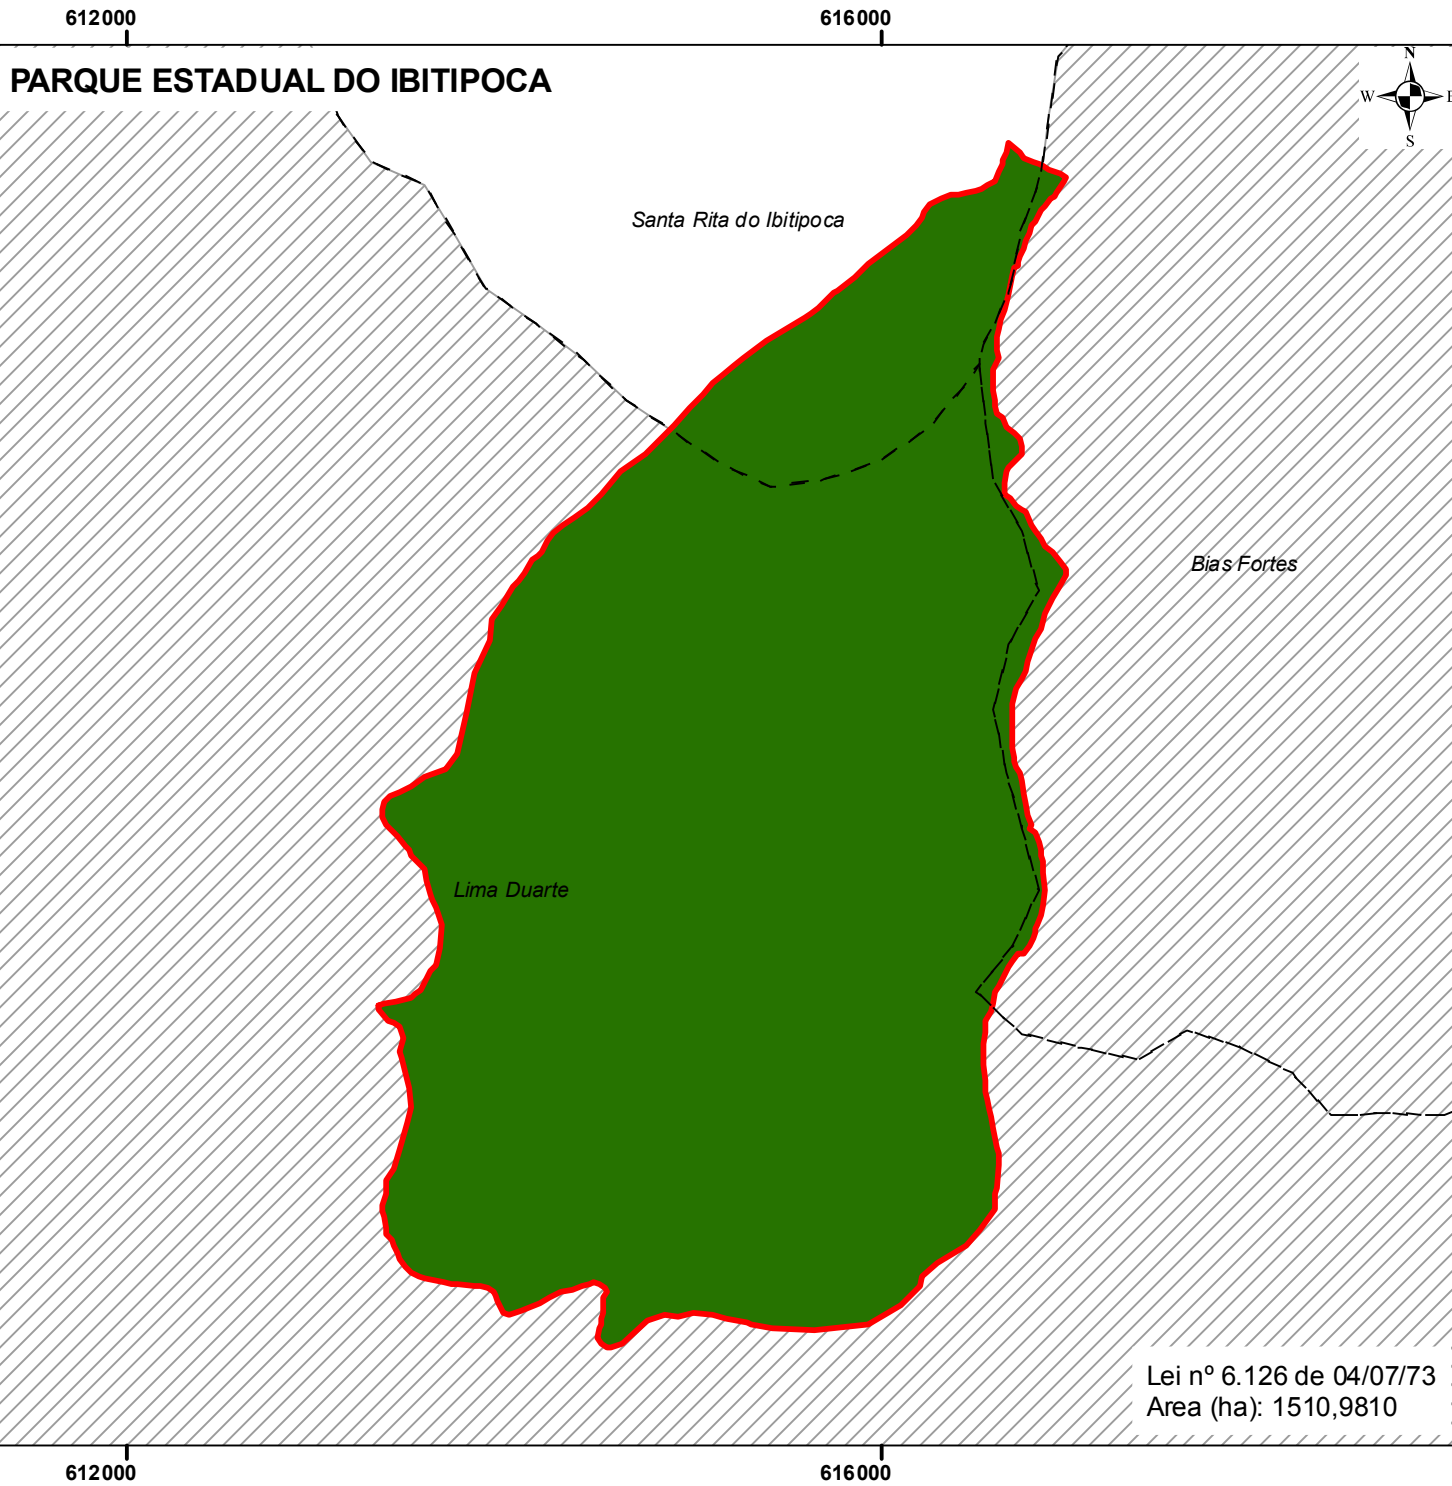 612000 616000
PARQUE ESTADUAL DO IBITIPOCA
N
W E
S
Santa Rita do Ibitipoca
Bias Fortes
Lima Duarte
Lei nº 6.126 de 04/07/73
Area (ha): 1510,9810
612000 616000